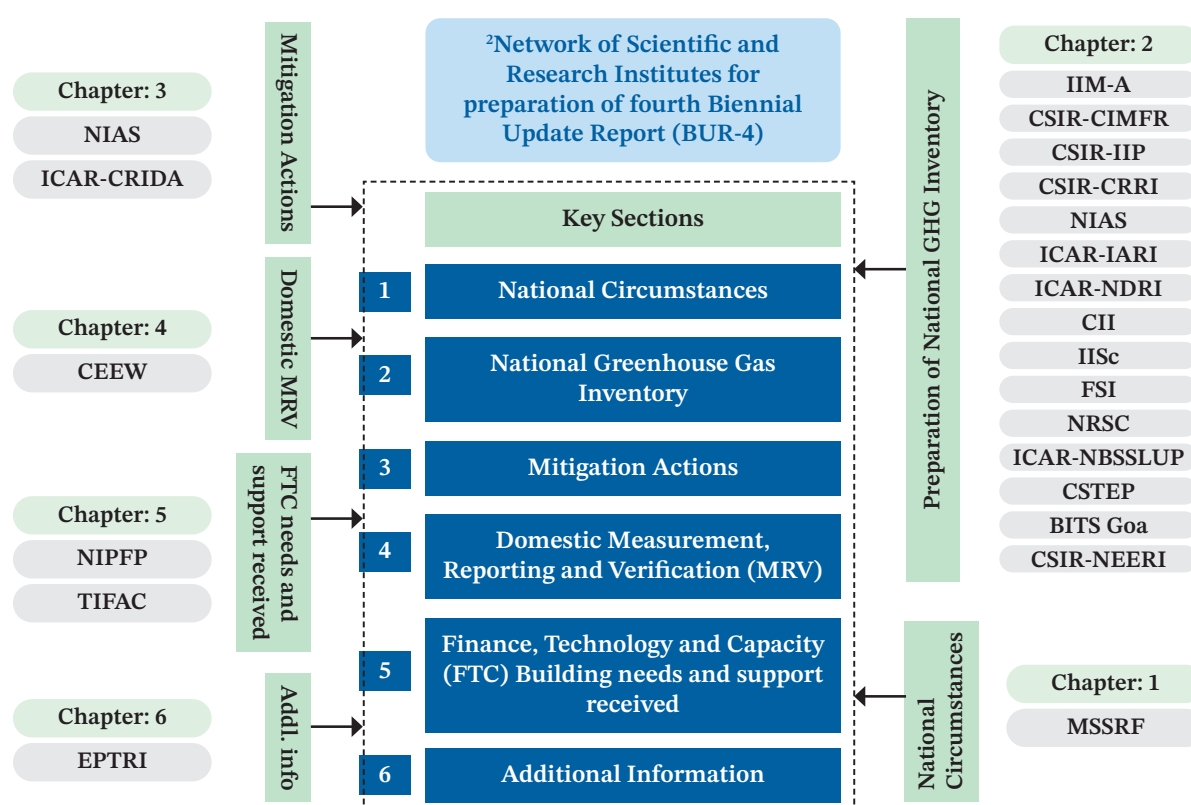 ²Network of Scientific and
Research Institutes for
preparation of fourth Biennial
Update Report (BUR-4)
Chapter: 3
NIAS
ICAR-CRIDA
Mitigation Actions
Chapter: 4
CEEW
Domestic MRV
Chapter: 5
NIPFP
TIFAC
FTC needs and
support received
Chapter: 6
EPTRI
Addl. info
Key Sections
1
National Circumstances
2
National Greenhouse Gas
Inventory
3
Mitigation Actions
4
Domestic Measurement,
Reporting and Verification (MRV)
5
Finance, Technology and Capacity
(FTC) Building needs and support
received
6
Additional Information
Preparation of National GHG Inventory
Chapter: 2
IIM-A
CSIR-CIMFR
CSIR-IIP
CSIR-CRRI
NIAS
ICAR-IARI
ICAR-NDRI
CII
IISc
FSI
NRSC
ICAR-NBSSLUP
CSTEP
BITS Goa
CSIR-NEERI
National
Circumstances
Chapter: 1
MSSRF